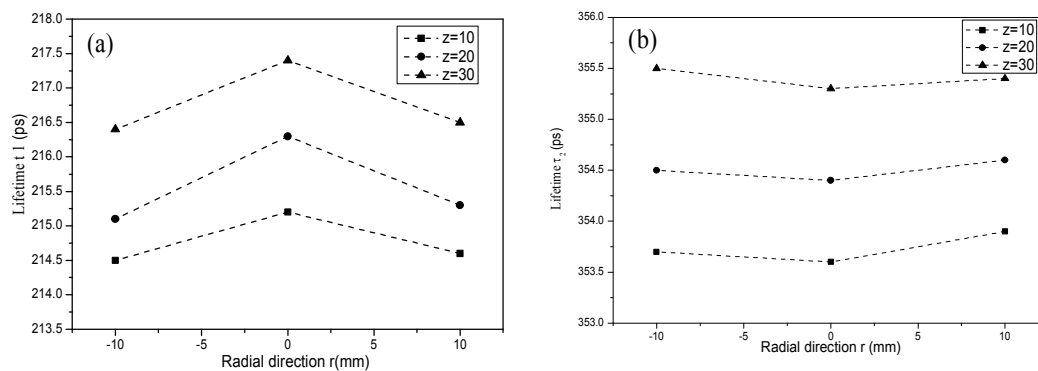 (a)
z=10
z=20
z=30
218.0
217.5
217.0
216.5
216.0
215.5
215.0
214.5
214.0
213.5
Lifetime t 1 (ps)
-10 -5 0 5 10
Radial direction r(mm)
(b)
z=10
z=20
z=30
356.0
355.5
355.0
354.5
354.0
353.5
353.0
Lifetime τ2 (ps)
-10 -5 0 5 10
Radial direction r (mm)